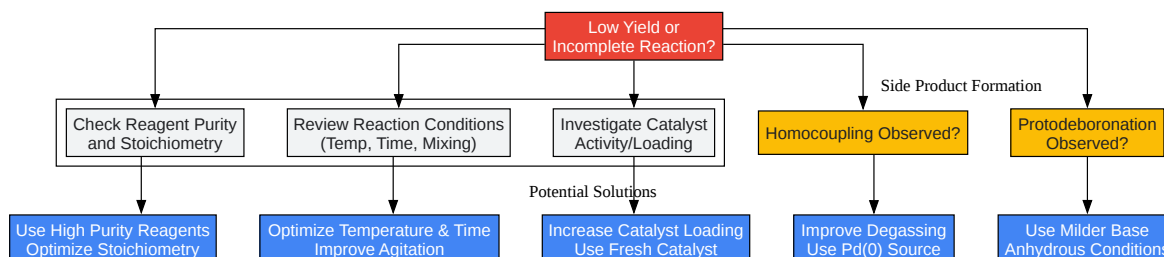 Low Yield or
Incomplete Reaction?
Side Product Formation
Check Reagent Purity
and Stoichiometry
Review Reaction Conditions
(Temp, Time, Mixing)
Investigate Catalyst
Activity/Loading
Homocoupling Observed?
Protodeboronation
Observed?
Potential Solutions
Use High Purity Reagents
Optimize Stoichiometry
Optimize Temperature & Time
Improve Agitation
Increase Catalyst Loading
Use Fresh Catalyst
Improve Degassing
Use Pd(0) Source
Use Milder Base
Anhydrous Conditions